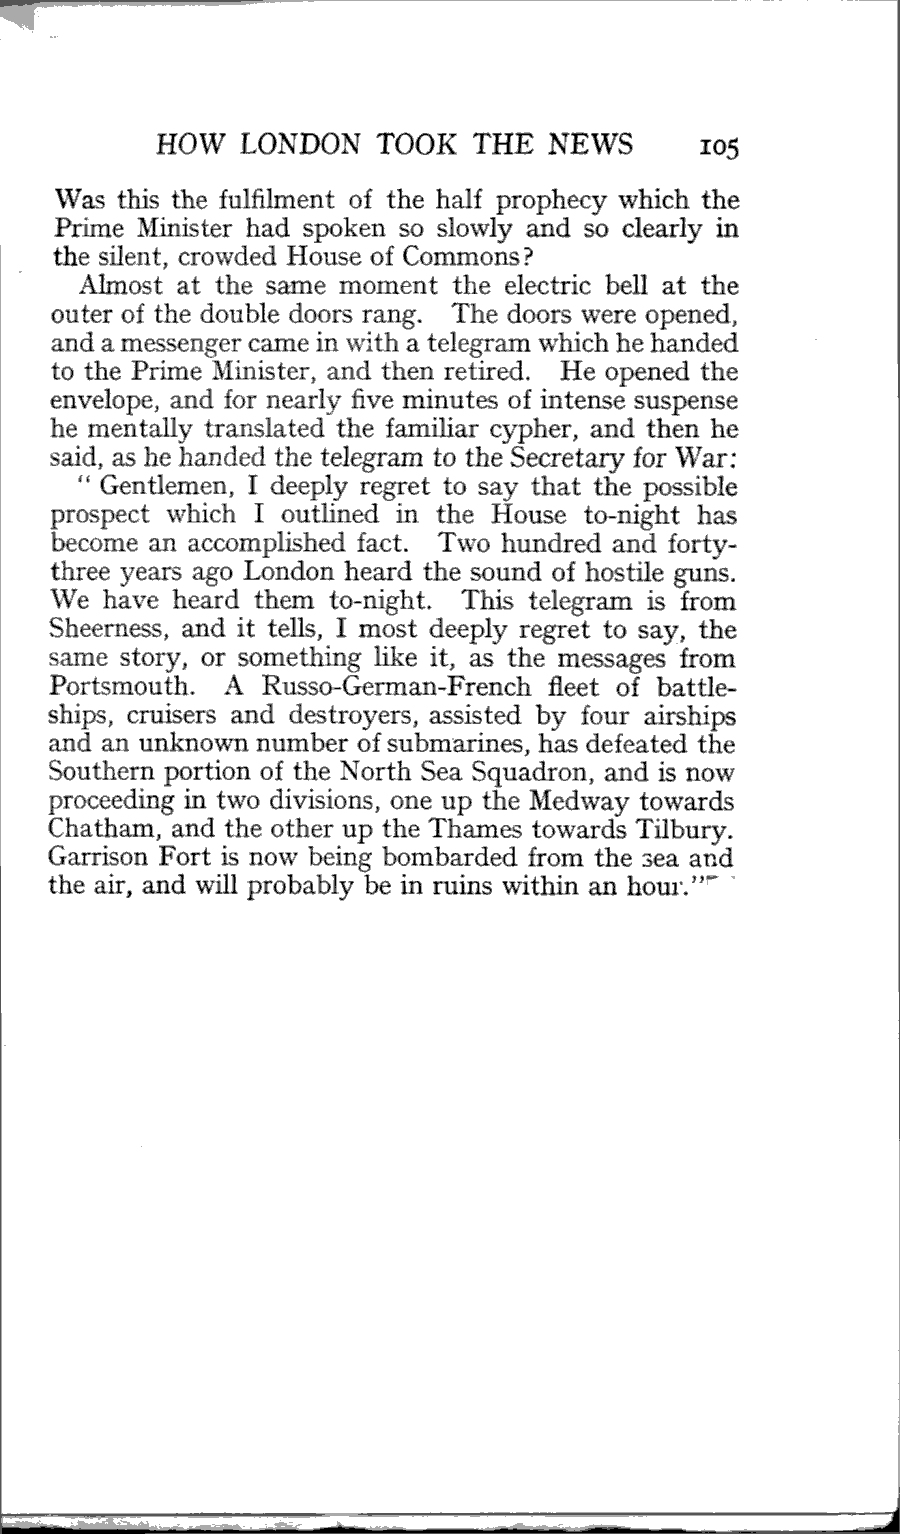 HOW LONDON TOOK THE NEWS 105
Was this the fulfilment of the half prophecy which the
Prime Minister had spoken so slowly and so clearly in
the silent, crowded House of Commons?
Almost at the same moment the electric bell at the
outer of the double doors rang. The doors were opened,
and a messenger came in with a telegram which he handed
to the Prime Minister, and then retired. He opened the
envelope, and for nearly five minutes of intense suspense
he mentally translated the familiar cypher, and then he
said, as he handed the telegram to the Secretary for War:
" Gentlemen, I deeply regret to say that the possible
prospect which I outlined in the House to-night has
become an accomplished fact. Two hundred and forty-
three years ago London heard the sound of hostile guns.
We have heard them to-night. This telegram is from
Sheerness, and it tells, I most deeply regret to say, the
same story, or something like it, as the messages from
Portsmouth. A Russo-German-French fleet of battle-
ships, cruisers and destroyers, assisted by four airships
and an unknown number of submarines, has defeated the
Southern portion of the North Sea Squadron, and is now
proceeding in two divisions, one up the Medway towards
Chatham, and the other up the Thames towards Tilbury.
Garrison Fort is now being bombarded from the sea and
the air, and will probably be in ruins within an hour."